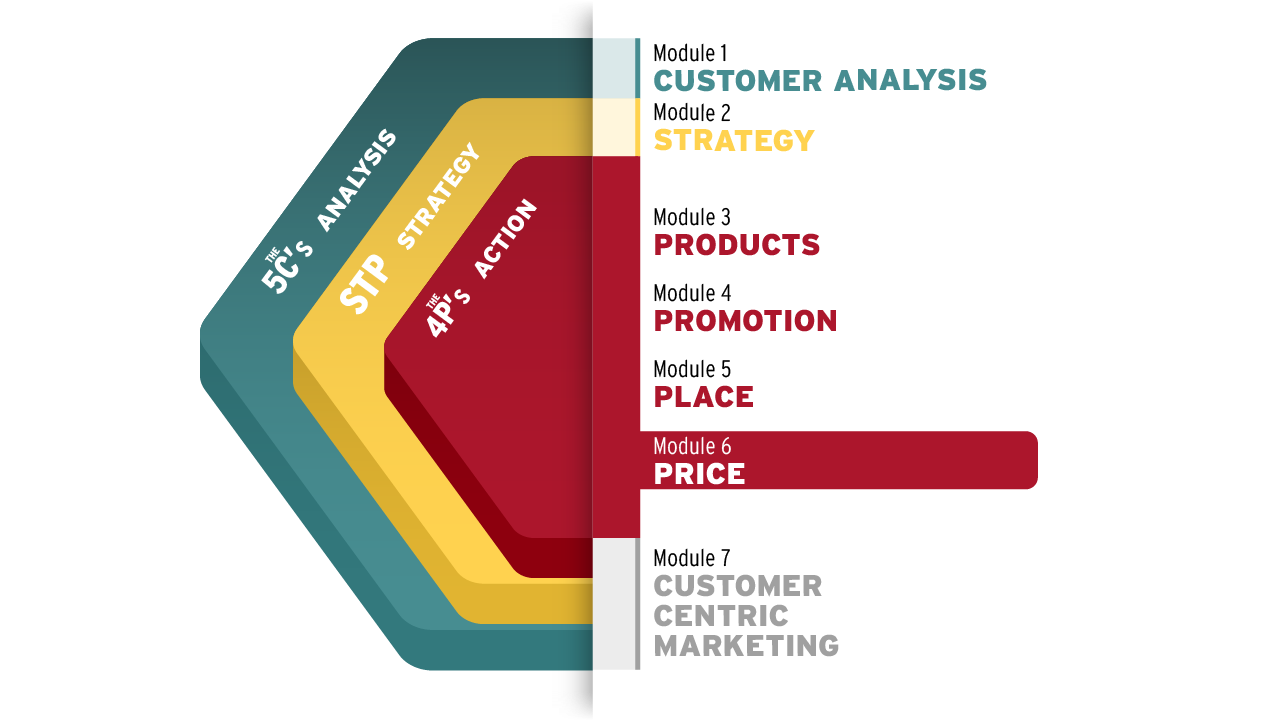 THE
5C's ANALYSIS
STP STRATEGY
THE
4P's ACTION
Module 1
CUSTOMER ANALYSIS
Module 2
STRATEGY
Module 3
PRODUCTS
Module 4
PROMOTION
Module 5
PLACE
Module 6
PRICE
Module 7
CUSTOMER
CENTRIC
MARKETING